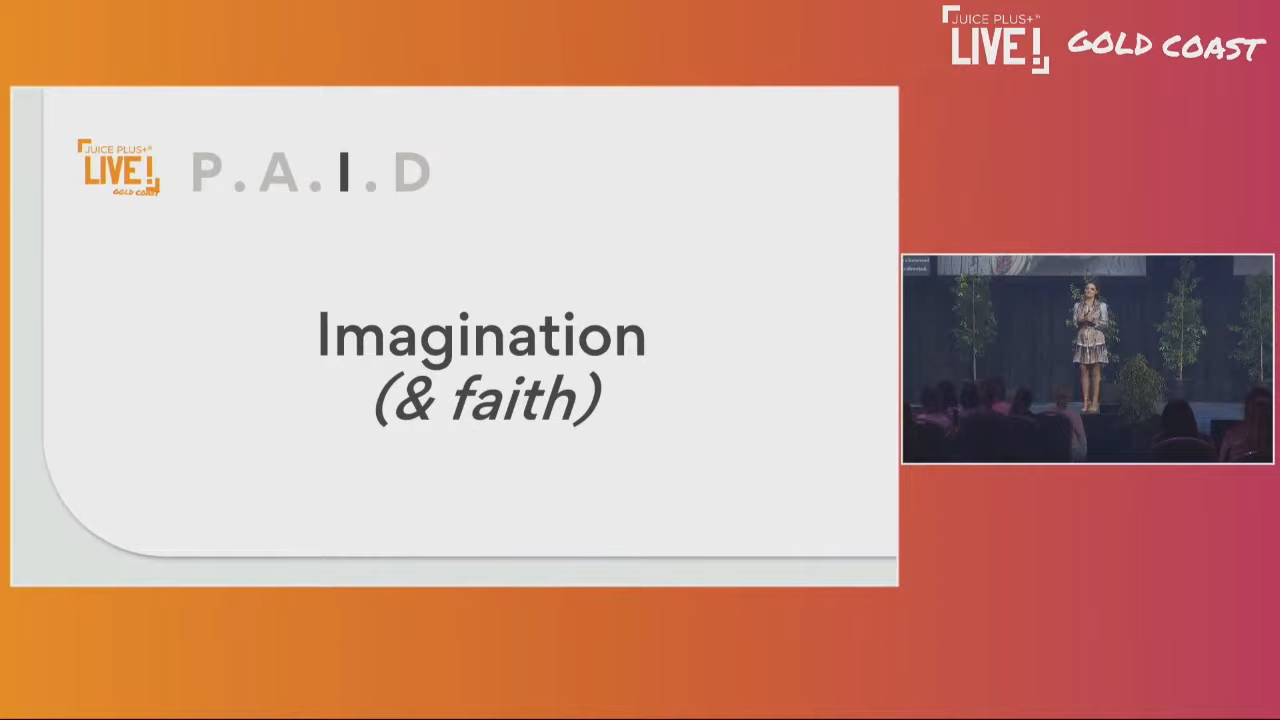 JUICE PLUS+®
LIVE!
GOLD COAST
JUICE PLUS+®
LIVE!
GOLD COAST
P.A.I.D
Imagination
(& faith)